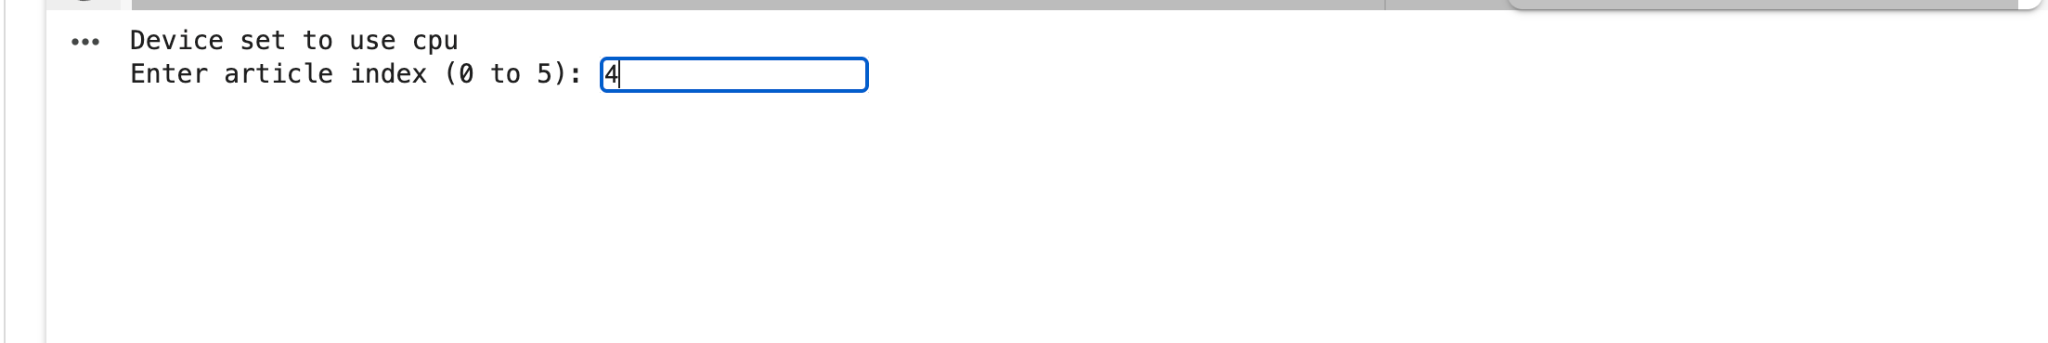 Device set to use cpu
Enter article index (0 to 5): 4